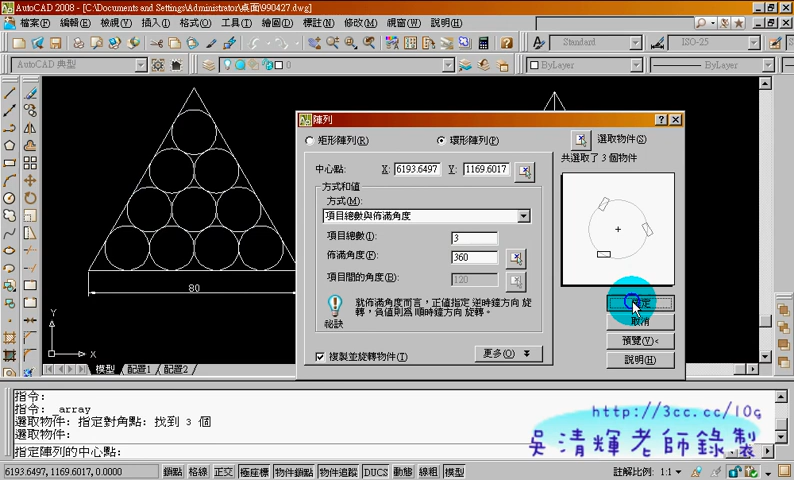 AutoCAD 2008 - [C:\Documents and Settings\Administrator\桌面\990427.dwg]
檔案(F) 編輯(E) 檢視(V) 插入(I) 格式(O) 工具(T) 繪圖(D) 標註(N) 修改(M) 視窗(W) 說明(H)
Standard ISO-25
AutoCAD 典型 0 ByLayer ByLayer
陣列
矩形陣列(R) 環形陣列(P) 選取物件(S)
共選取了 3 個物件
中心點: X: 6193.6497 Y: 1169.6017
方式和值
方式(M):
項目總數與佈滿角度
項目總數(I): 3
佈滿角度(F): 360
項目間的角度(B): 120
就佈滿角度而言，正值指定 逆時鐘方向 旋
轉，負值則為 順時鐘方向 旋轉。
秘訣
複製並旋轉物件(T) 更多(O)
取消
預覽(V)<
說明(H)
80
Y
X
模型 配置1 配置2
指令:
指令: _array
選取物件: 指定對角點: 找到 3 個
選取物件:
指定陣列的中心點:
http://3cc.cc/10g
吳清輝老師錄製
6193.6497, 1169.6017, 0.0000 鎖點 格線 正交 極座標 物件鎖點 物件追蹤 DUCS 動態 線粗 模型 註解比例: 1:1